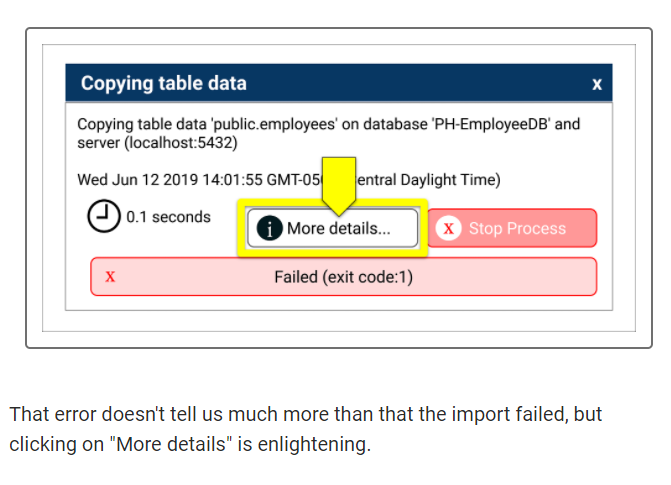 Copying table data
x
Copying table data 'public.employees' on database 'PH-EmployeeDB' and
server (localhost:5432)
Wed Jun 12 2019 14:01:55 GMT-05 entral Daylight Time)
0.1 seconds
i More details...
X Stop Process
X Failed (exit code:1)
That error doesn't tell us much more than that the import failed, but
clicking on "More details" is enlightening.